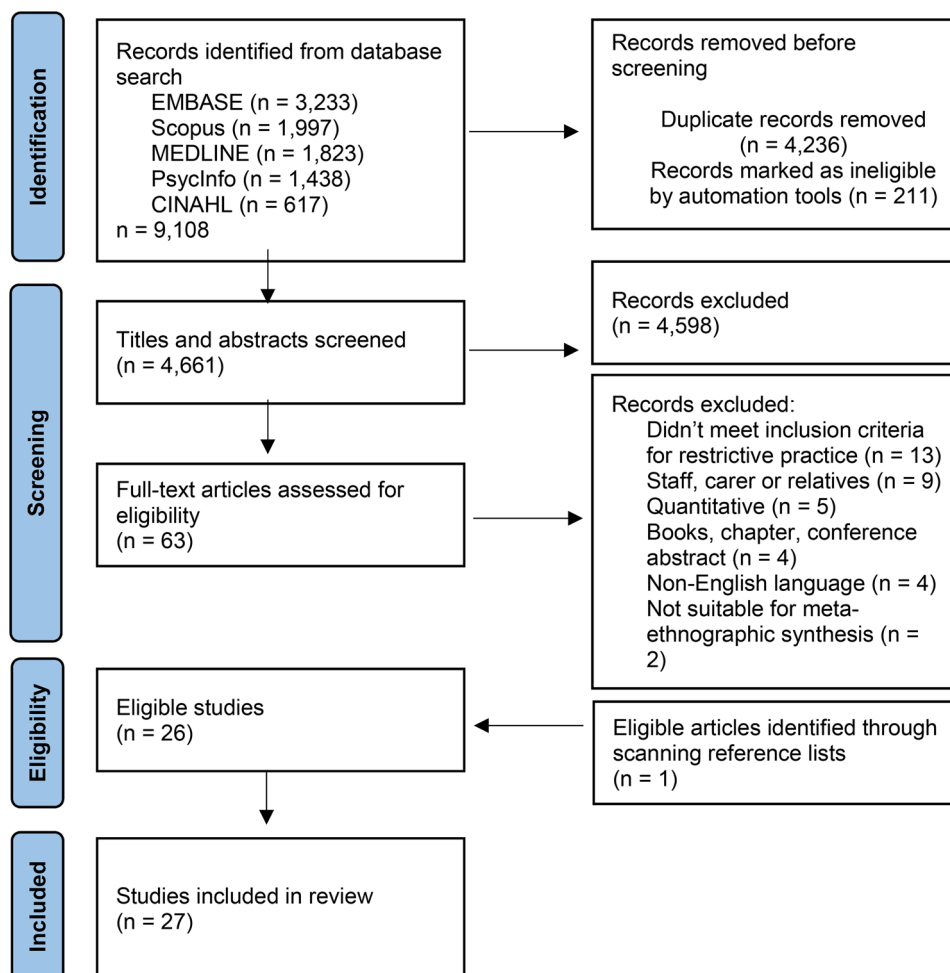 Identification
Records identified from database
search
EMBASE (n = 3,233)
Scopus (n = 1,997)
MEDLINE (n = 1,823)
PsycInfo (n = 1,438)
CINAHL (n = 617)
n = 9,108
Records removed before
screening
Duplicate records removed
(n = 4,236)
Records marked as ineligible
by automation tools (n = 211)
Screening
Titles and abstracts screened
(n = 4,661)
Records excluded
(n = 4,598)
Full-text articles assessed for
eligibility
(n = 63)
Records excluded:
Didn’t meet inclusion criteria
for restrictive practice (n = 13)
Staff, carer or relatives (n = 9)
Quantitative (n = 5)
Books, chapter, conference
abstract (n = 4)
Non-English language (n = 4)
Not suitable for meta-
ethnographic synthesis (n =
2)
Eligibility
Eligible studies
(n = 26)
Eligible articles identified through
scanning reference lists
(n = 1)
Included
Studies included in review
(n = 27)